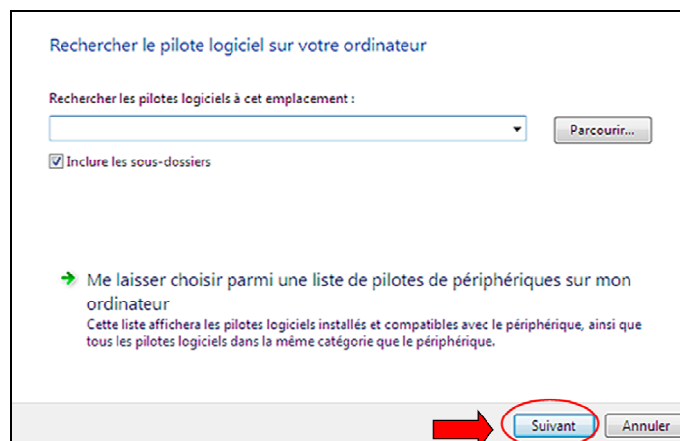 Rechercher le pilote logiciel sur votre ordinateur
Rechercher les pilotes logiciels à cet emplacement :
Parcourir...
Inclure les sous-dossiers
Me laisser choisir parmi une liste de pilotes de périphériques sur mon
ordinateur
Cette liste affichera les pilotes logiciels installés et compatibles avec le périphérique, ainsi que
tous les pilotes logiciels dans la même catégorie que le périphérique.
Suivant Annuler